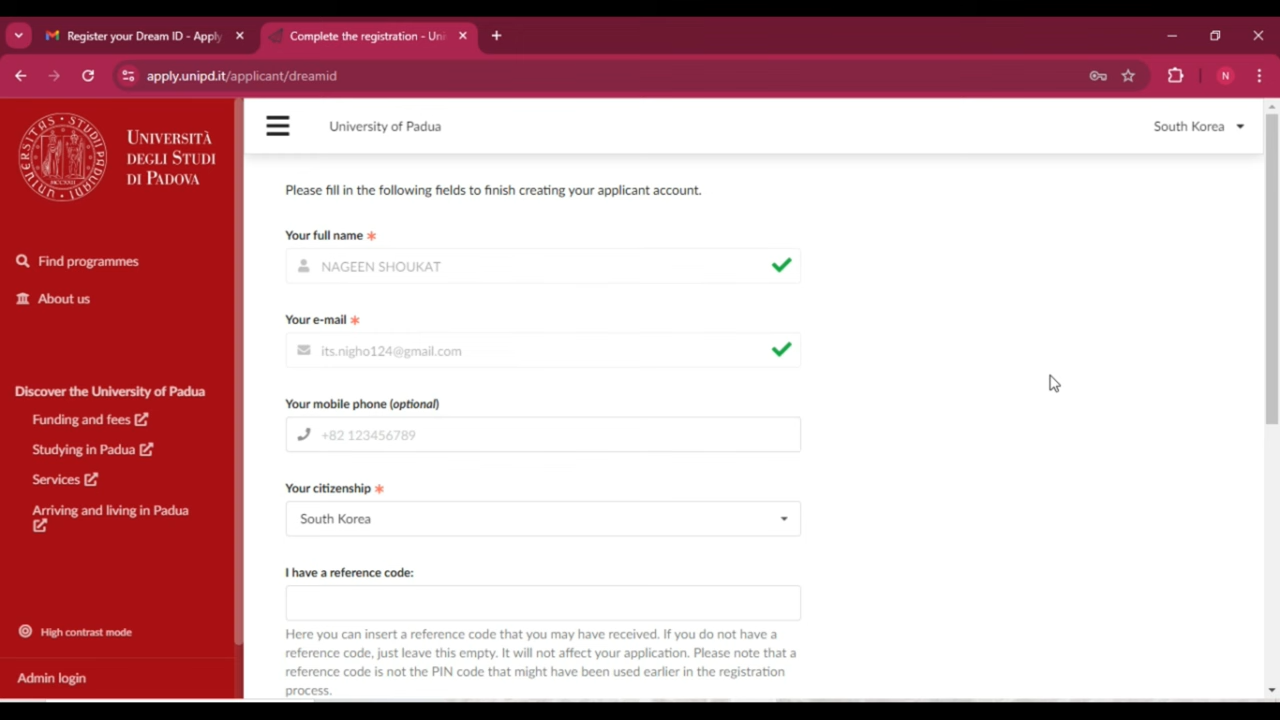 Register your Dream ID - Apply
Complete the registration - Uni
apply.unipd.it/applicant/dreamid
N
UNIVERSITÀ
DEGLI STUDI
DI PADOVA
University of Padua
South Korea
Find programmes
About us
Discover the University of Padua
Funding and fees
Studying in Padua
Services
Arriving and living in Padua
High contrast mode
Admin login
Please fill in the following fields to finish creating your applicant account.
Your full name *
NAGEEN SHOUKAT
Your e-mail *
its.nigho124@gmail.com
Your mobile phone (optional)
+82 123456789
Your citizenship *
South Korea
I have a reference code:
Here you can insert a reference code that you may have received. If you do not have a
reference code, just leave this empty. It will not affect your application. Please note that a
reference code is not the PIN code that might have been used earlier in the registration
process.